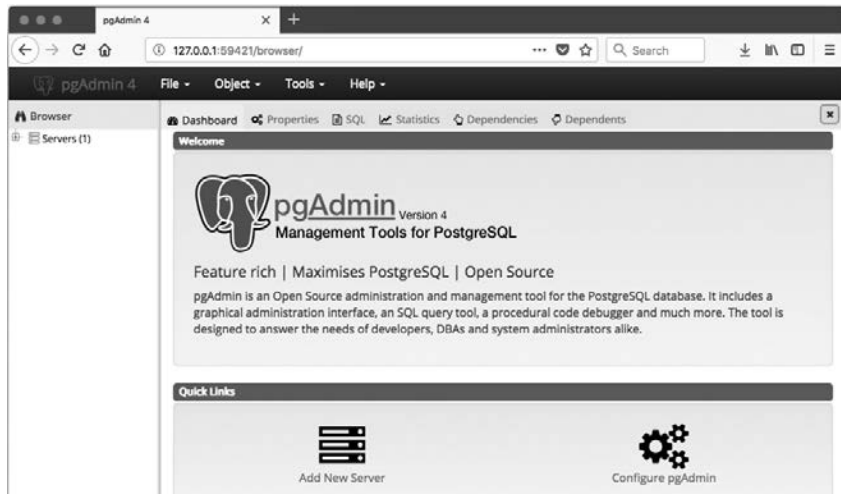 pgAdmin 4
127.0.0.1:59421/browser/
Search
pgAdmin 4 File Object Tools Help
Browser
Servers (1)
Dashboard Properties SQL Statistics Dependencies Dependents
Welcome
pgAdmin Version 4
Management Tools for PostgreSQL
Feature rich | Maximises PostgreSQL | Open Source
pgAdmin is an Open Source administration and management tool for the PostgreSQL database. It includes a
graphical administration interface, an SQL query tool, a procedural code debugger and much more. The tool is
designed to answer the needs of developers, DBAs and system administrators alike.
Quick Links
Add New Server
Configure pgAdmin